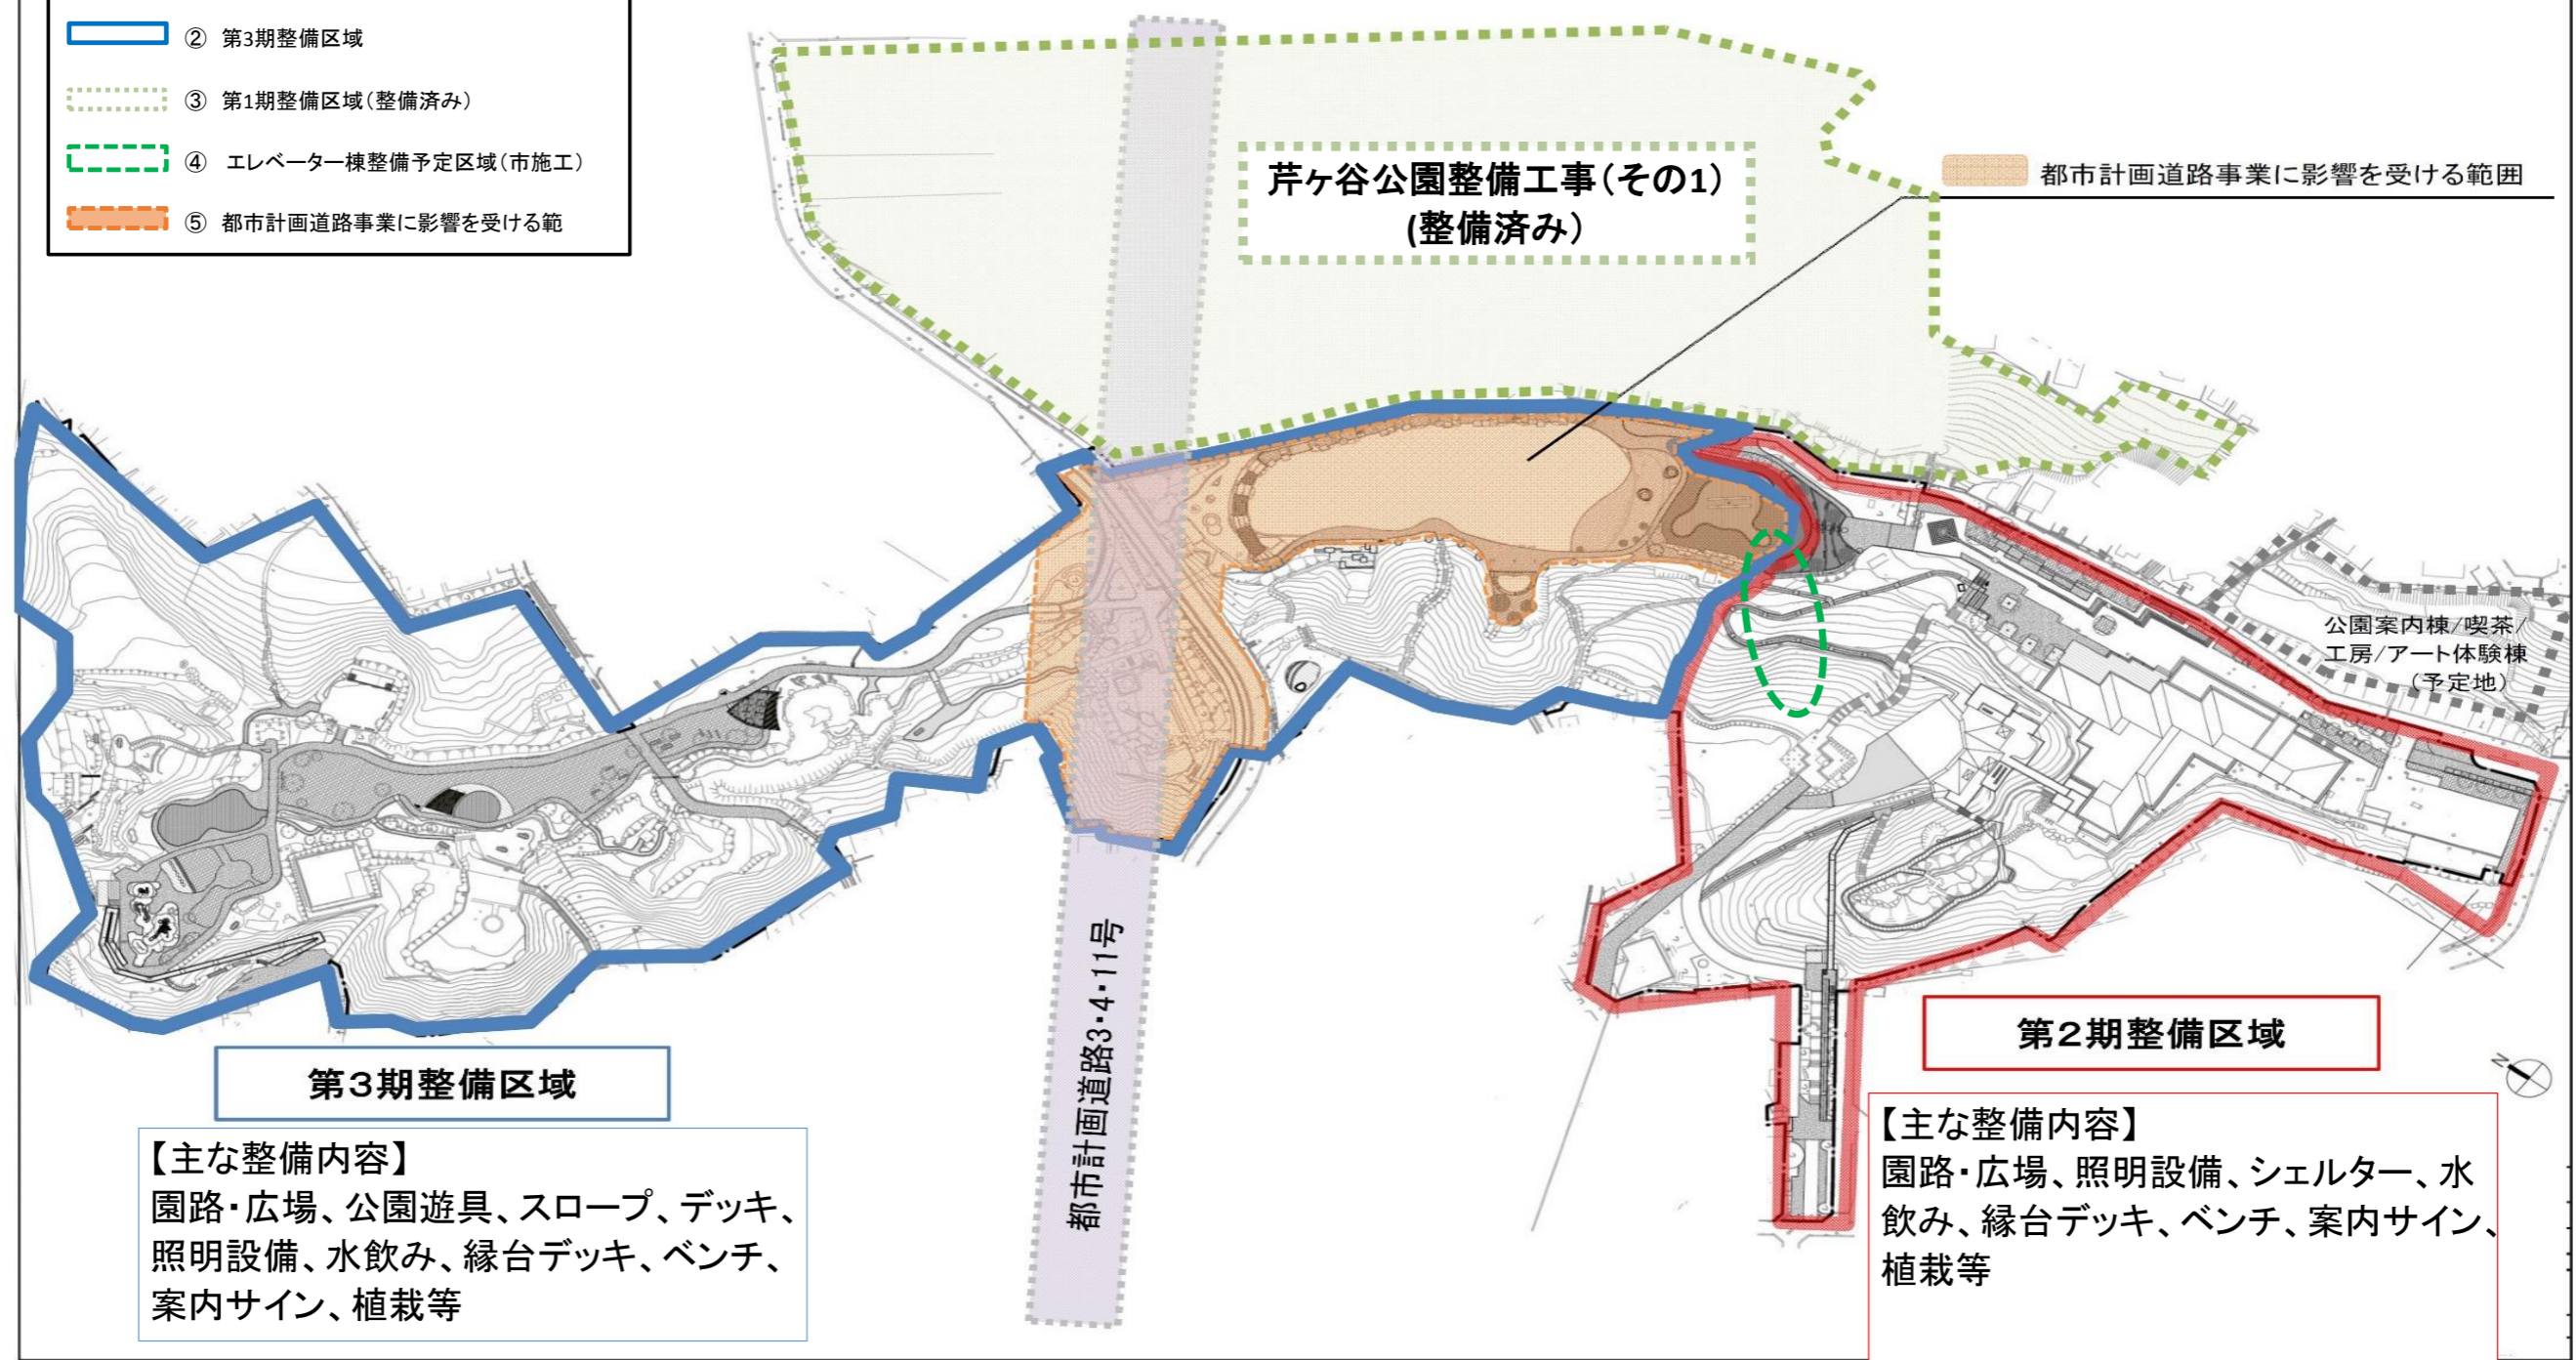 ② 第3期整備区域
③ 第1期整備区域(整備済み)
④ エレベーター棟整備予定区域(市施工)
⑤ 都市計画道路事業に影響を受ける範
芹ヶ谷公園整備工事(その1)
(整備済み)
都市計画道路事業に影響を受ける範囲
公園案内棟/喫茶/
工房/アート体験棟
(予定地)
都市計画道路3・4・11号
第3期整備区域
【主な整備内容】
園路・広場、公園遊具、スロープ、デッキ、
照明設備、水飲み、縁台デッキ、ベンチ、
案内サイン、植栽等
第2期整備区域
N
【主な整備内容】
園路・広場、照明設備、シェルター、水
飲み、縁台デッキ、ベンチ、案内サイン、
植栽等